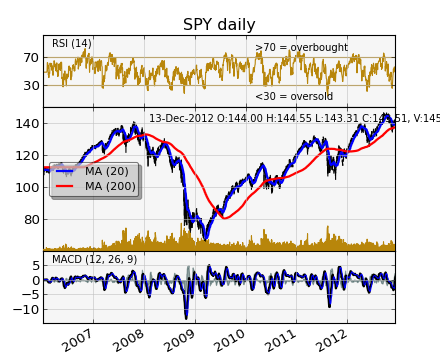 SPY daily
RSI (14)
>70 = overbought
70
30
<30 = oversold
13-Dec-2012 O:144.00 H:144.55 L:143.31 C:143.51, V:145
140
120
MA (20)
MA (200)
100
80
MACD (12, 26, 9)
5
0
−5
−10
2007 2008 2009 2010 2011 2012